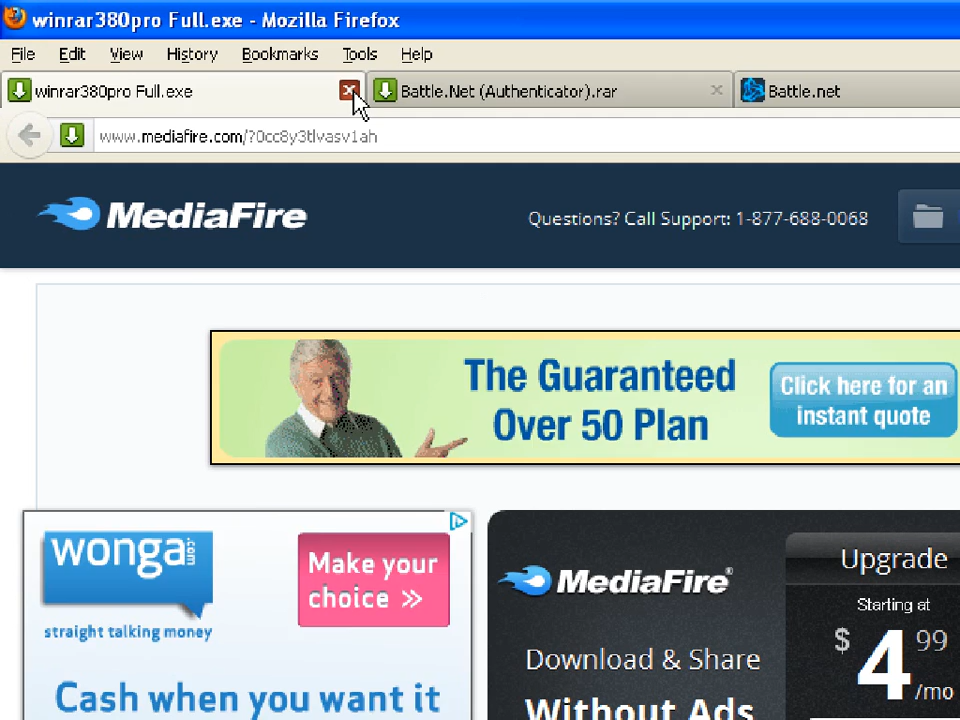 winrar380pro Full.exe - Mozilla Firefox
File Edit View History Bookmarks Tools Help
winrar380pro Full.exe
Battle.Net (Authenticator).rar
Battle.net
www.mediafire.com/?0cc8y3tlvasv1ah
MediaFire
Questions? Call Support: 1-877-688-0068
The Guaranteed
Over 50 Plan
Click here for an
instant quote
wonga.com
straight talking money
Make your
choice >>
Cash when you want it
MediaFire®
Download & Share
Without Ads
Upgrade
Starting at
$4.99
/mo